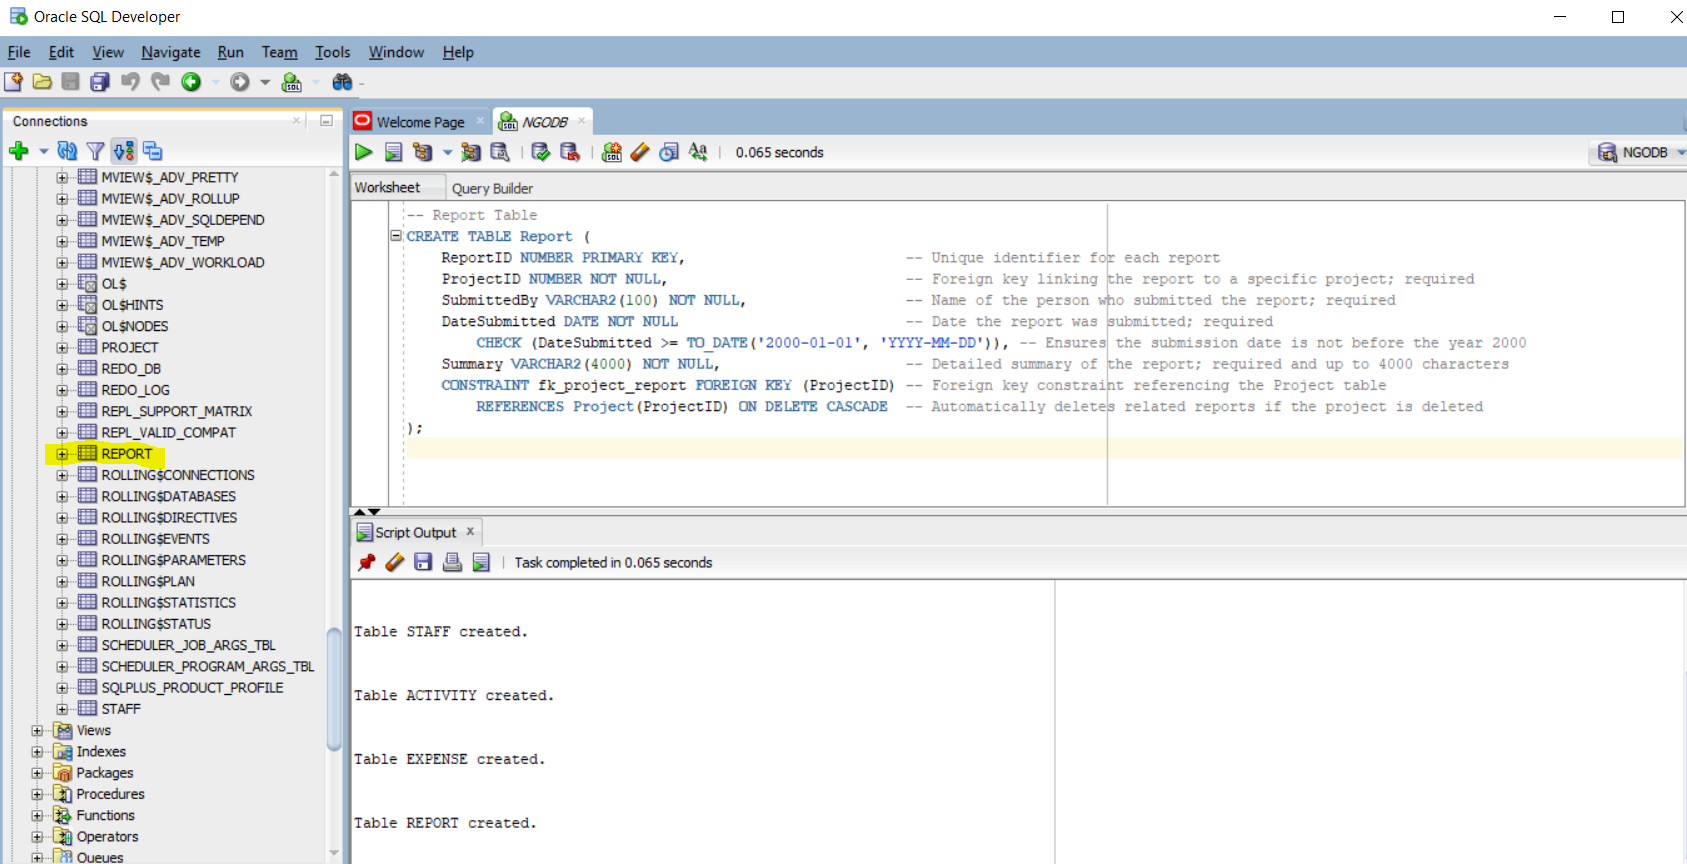 Oracle SQL Developer
File Edit View Navigate Run Team Tools Window Help
Connections
MVIEW$_ADV_PRETTY
MVIEW$_ADV_ROLLUP
MVIEW$_ADV_SQLDEPEND
MVIEW$_ADV_TEMP
MVIEW$_ADV_WORKLOAD
OL$
OL$HINTS
OL$NODES
PROJECT
REDO_DB
REDO_LOG
REPL_SUPPORT_MATRIX
REPL_VALID_COMPAT
REPORT
ROLLING$CONNECTIONS
ROLLING$DATABASES
ROLLING$DIRECTIVES
ROLLING$EVENTS
ROLLING$PARAMETERS
ROLLING$PLAN
ROLLING$STATISTICS
ROLLING$STATUS
SCHEDULER_JOB_ARGS_TBL
SCHEDULER_PROGRAM_ARGS_TBL
SQLPLUS_PRODUCT_PROFILE
STAFF
Views
Indexes
Packages
Procedures
Functions
Operators
Queues
Welcome Page NGODB
0.065 seconds NGODB
Worksheet Query Builder
-- Report Table
CREATE TABLE Report (
ReportID NUMBER PRIMARY KEY, -- Unique identifier for each report
ProjectID NUMBER NOT NULL, -- Foreign key linking the report to a specific project; required
SubmittedBy VARCHAR2(100) NOT NULL, -- Name of the person who submitted the report; required
DateSubmitted DATE NOT NULL -- Date the report was submitted; required
CHECK (DateSubmitted >= TO_DATE('2000-01-01', 'YYYY-MM-DD')), -- Ensures the submission date is not before the year 2000
Summary VARCHAR2(4000) NOT NULL, -- Detailed summary of the report; required and up to 4000 characters
CONSTRAINT fk_project_report FOREIGN KEY (ProjectID) -- Foreign key constraint referencing the Project table
REFERENCES Project(ProjectID) ON DELETE CASCADE -- Automatically deletes related reports if the project is deleted
);
Script Output
Task completed in 0.065 seconds
Table STAFF created.
Table ACTIVITY created.
Table EXPENSE created.
Table REPORT created.